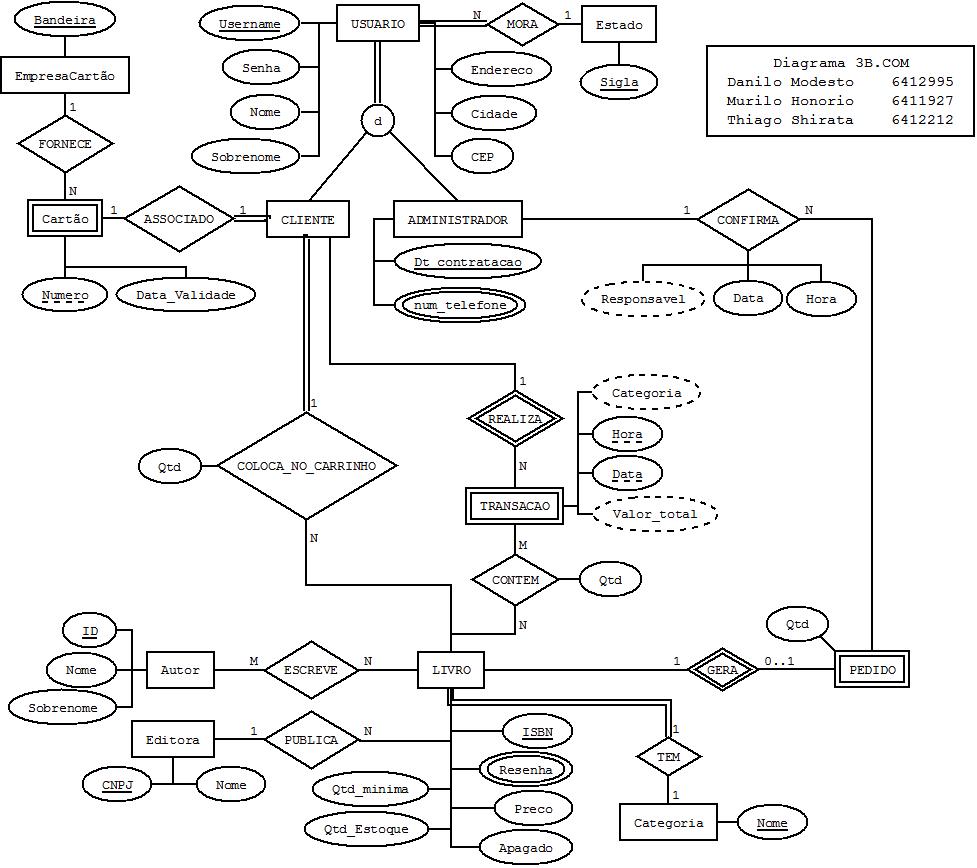 Bandeira
EmpresaCartão
1
FORNECE
N
Cartão
1
ASSOCIADO
1
Numero
Data_Validade
Username
Senha
Nome
Sobrenome
USUARIO
N
MORA
1
Estado
Sigla
Endereco
Cidade
CEP
d
Diagrama 3B.COM
Danilo Modesto 6412995
Murilo Honorio 6411927
Thiago Shirata 6412212
CLIENTE
ADMINISTRADOR
Dt_contratacao
num_telefone
1
CONFIRMA
N
Responsavel
Data
Hora
1
REALIZA
N
Categoria
Hora
Data
Valor_total
TRANSACAO
M
CONTEM
Qtd
N
1
Qtd
COLOCA_NO_CARRINHO
N
ID
Nome
Sobrenome
Autor
M
ESCREVE
N
LIVRO
1
GERA
0..1
PEDIDO
Qtd
Editora
1
PUBLICA
N
CNPJ
Nome
ISBN
Resenha
Qtd_minima
Preco
Qtd_Estoque
Apagado
1
TEM
1
Categoria
Nome